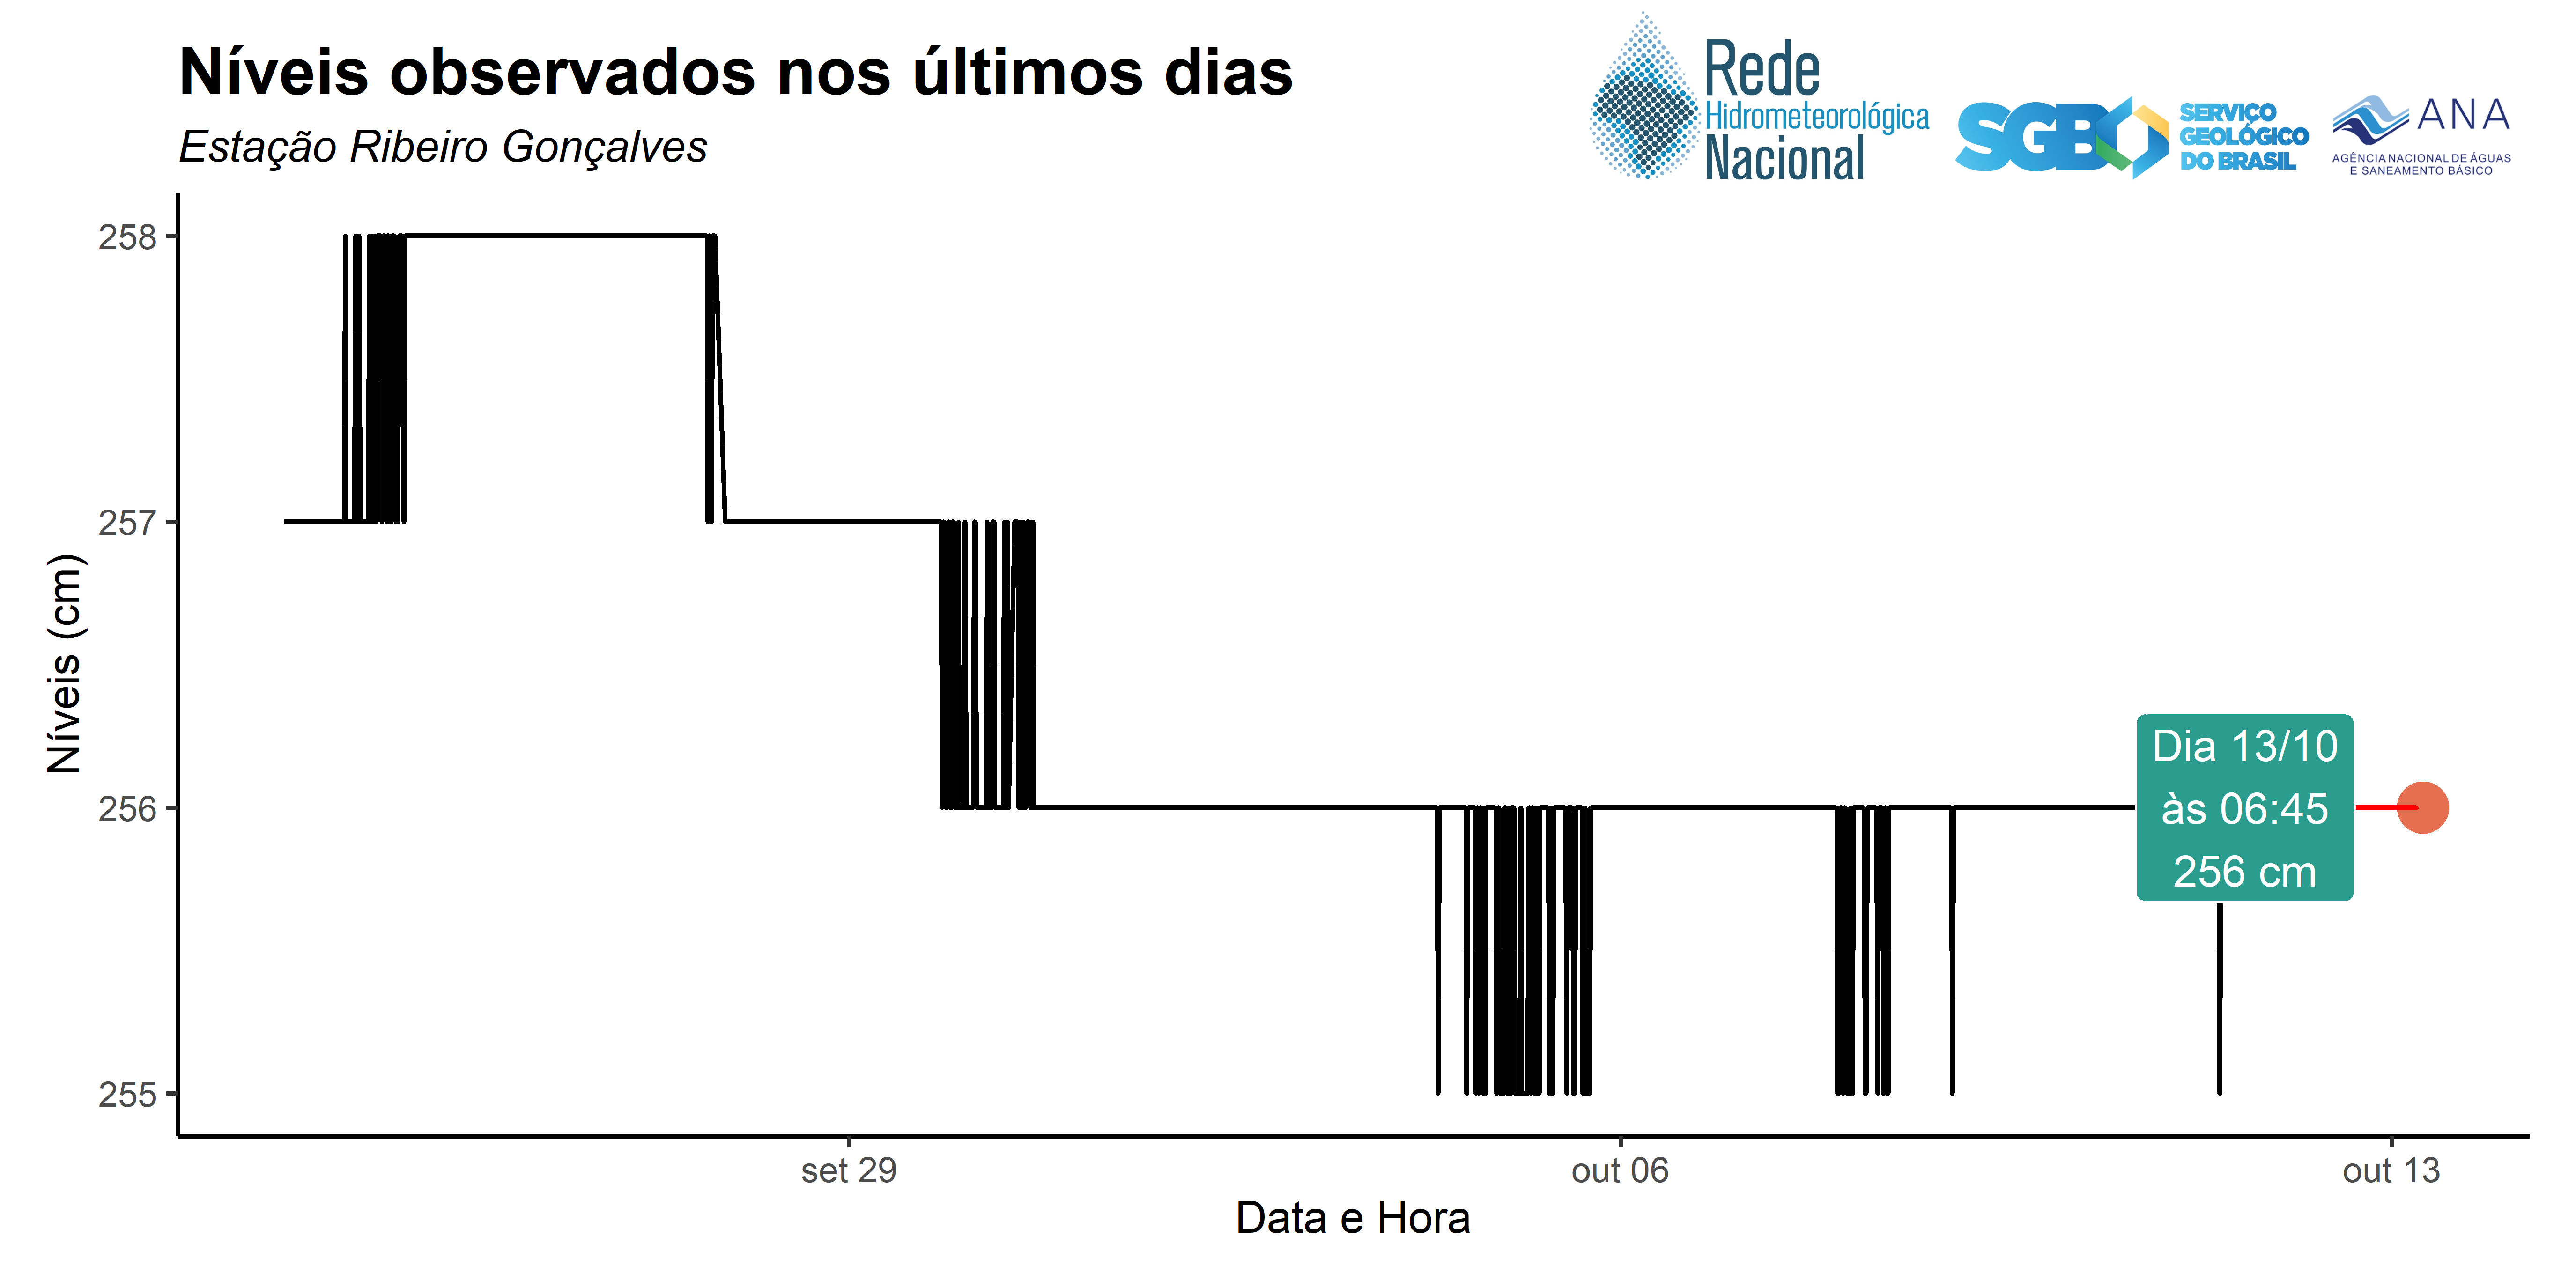 Níveis observados nos últimos dias
Estação Ribeiro Gonçalves
Rede
Hidrometeorológica
Nacional
SGB
SERVIÇO
GEOLÓGICO
DO BRASIL
ANA
AGÊNCIA NACIONAL DE ÁGUAS
E SANEAMENTO BÁSICO
Níveis (cm)
258
257
256
255
Dia 13/10
às 06:45
256 cm
set 29
out 06
out 13
Data e Hora